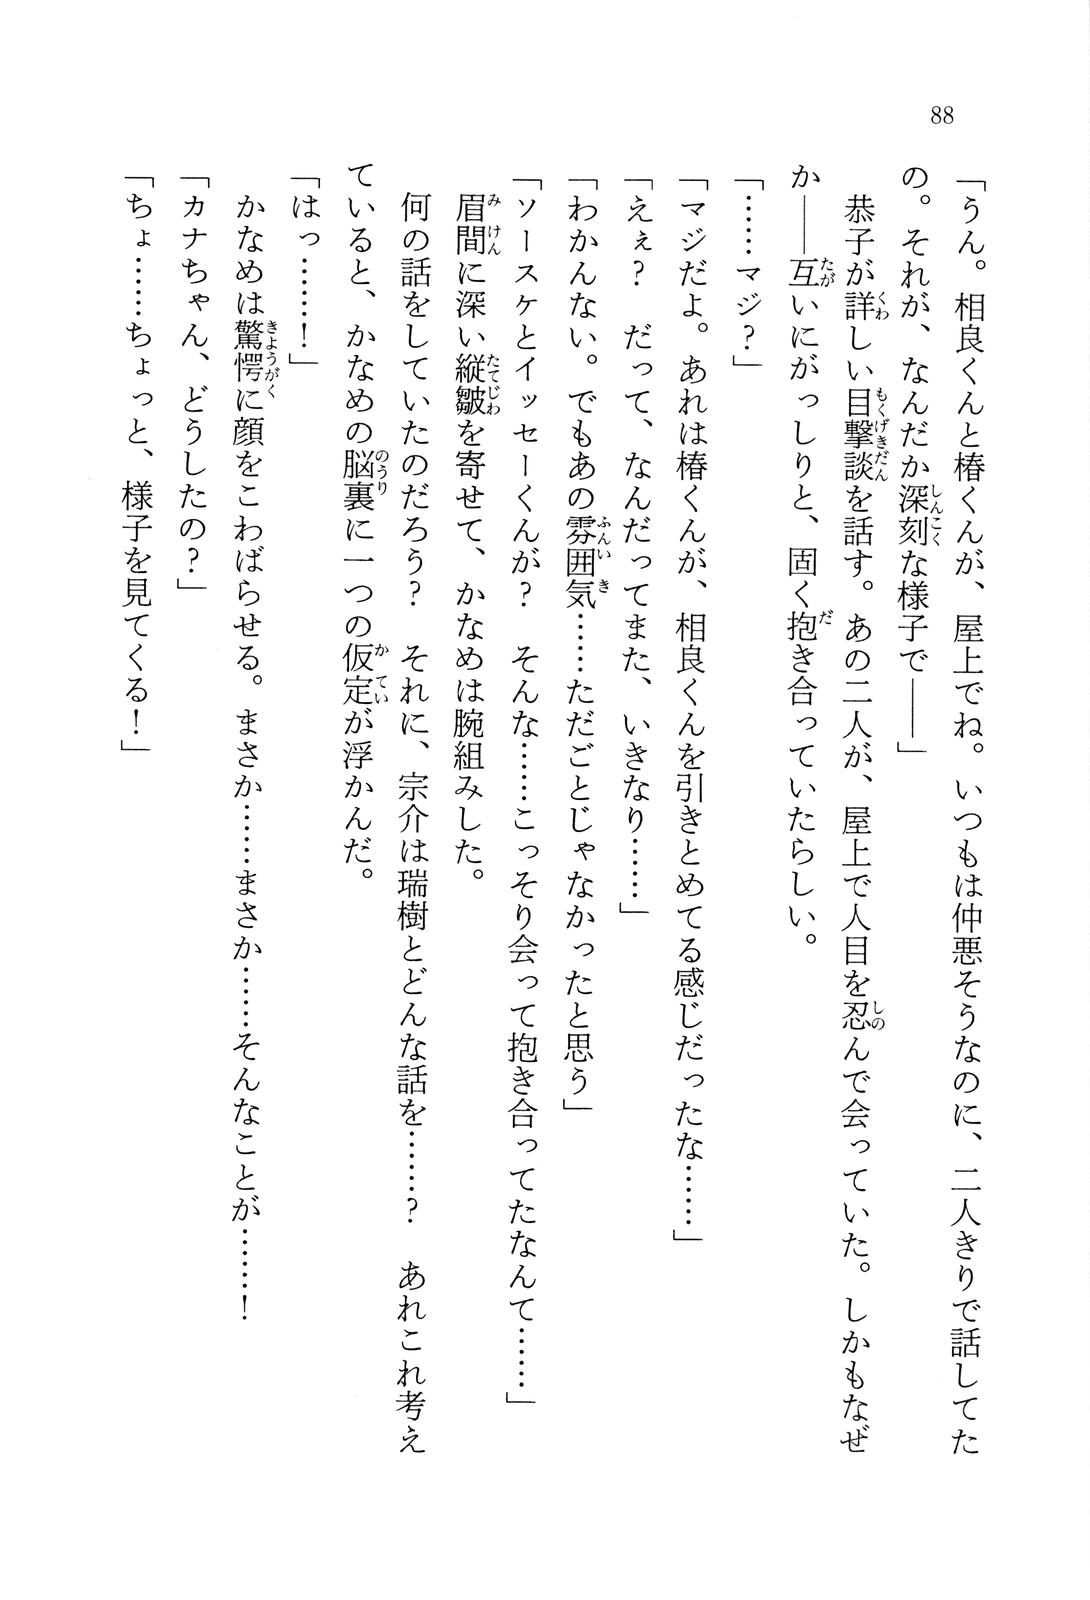 88
「うん。相良くんと椿くんが、屋上でね。いつもは仲悪そうなのに、二人きりで話してた
の。それが、なんだか深刻な様子で――」
恭子が詳しい目撃談を話す。あの二人が、屋上で人目を忍んで会っていた。しかもなぜ
か――互いにがっしりと、固く抱き合っていたらしい。
「……マジ？」
「マジだよ。あれは椿くんが、相良くんを引きとめてる感じだったな……」
「えぇ？　だって、なんだってまた、いきなり……」
「わかんない。でもあの雰囲気……ただごとじゃなかったと思う」
「ソースケとイッセーくんが？　そんな……こっそり会って抱き合ってたなんて……」
眉間に深い縦皺を寄せて、かなめは腕組みした。
何の話をしていたのだろう？　それに、宗介は瑞樹とどんな話を……？　あれこれ考え
ていると、かなめの脳裏に一つの仮定が浮かんだ。
「はっ……！」
かなめは驚愕に顔をこわばらせる。まさか……まさか……そんなことが……！
「カナちゃん、どうしたの？」
「ちょ……ちょっと、様子を見てくる！」